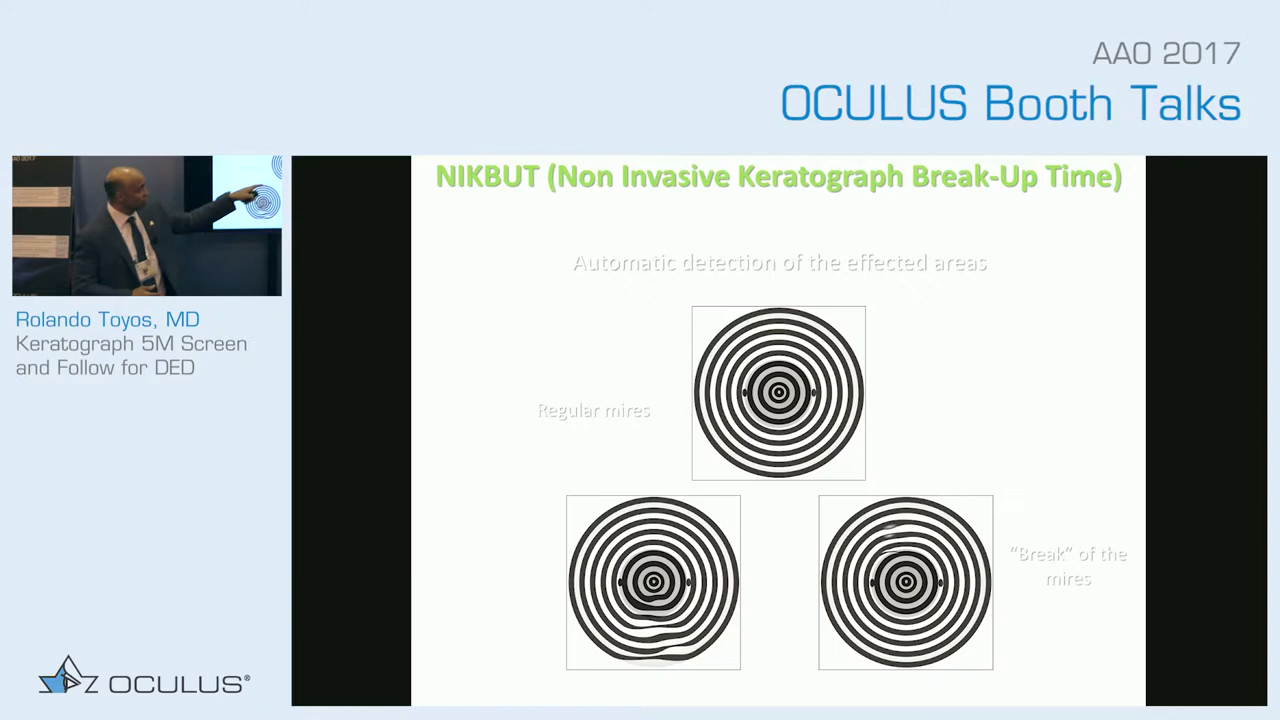 AAO 2017
OCULUS Booth Talks
NIKBUT (Non Invasive Keratograph Break-Up Time)
Automatic detection of the effected areas
Rolando Toyos, MD
Keratograph 5M Screen
and Follow for DED
Regular mires
“Break” of the
mires
OCULUS®